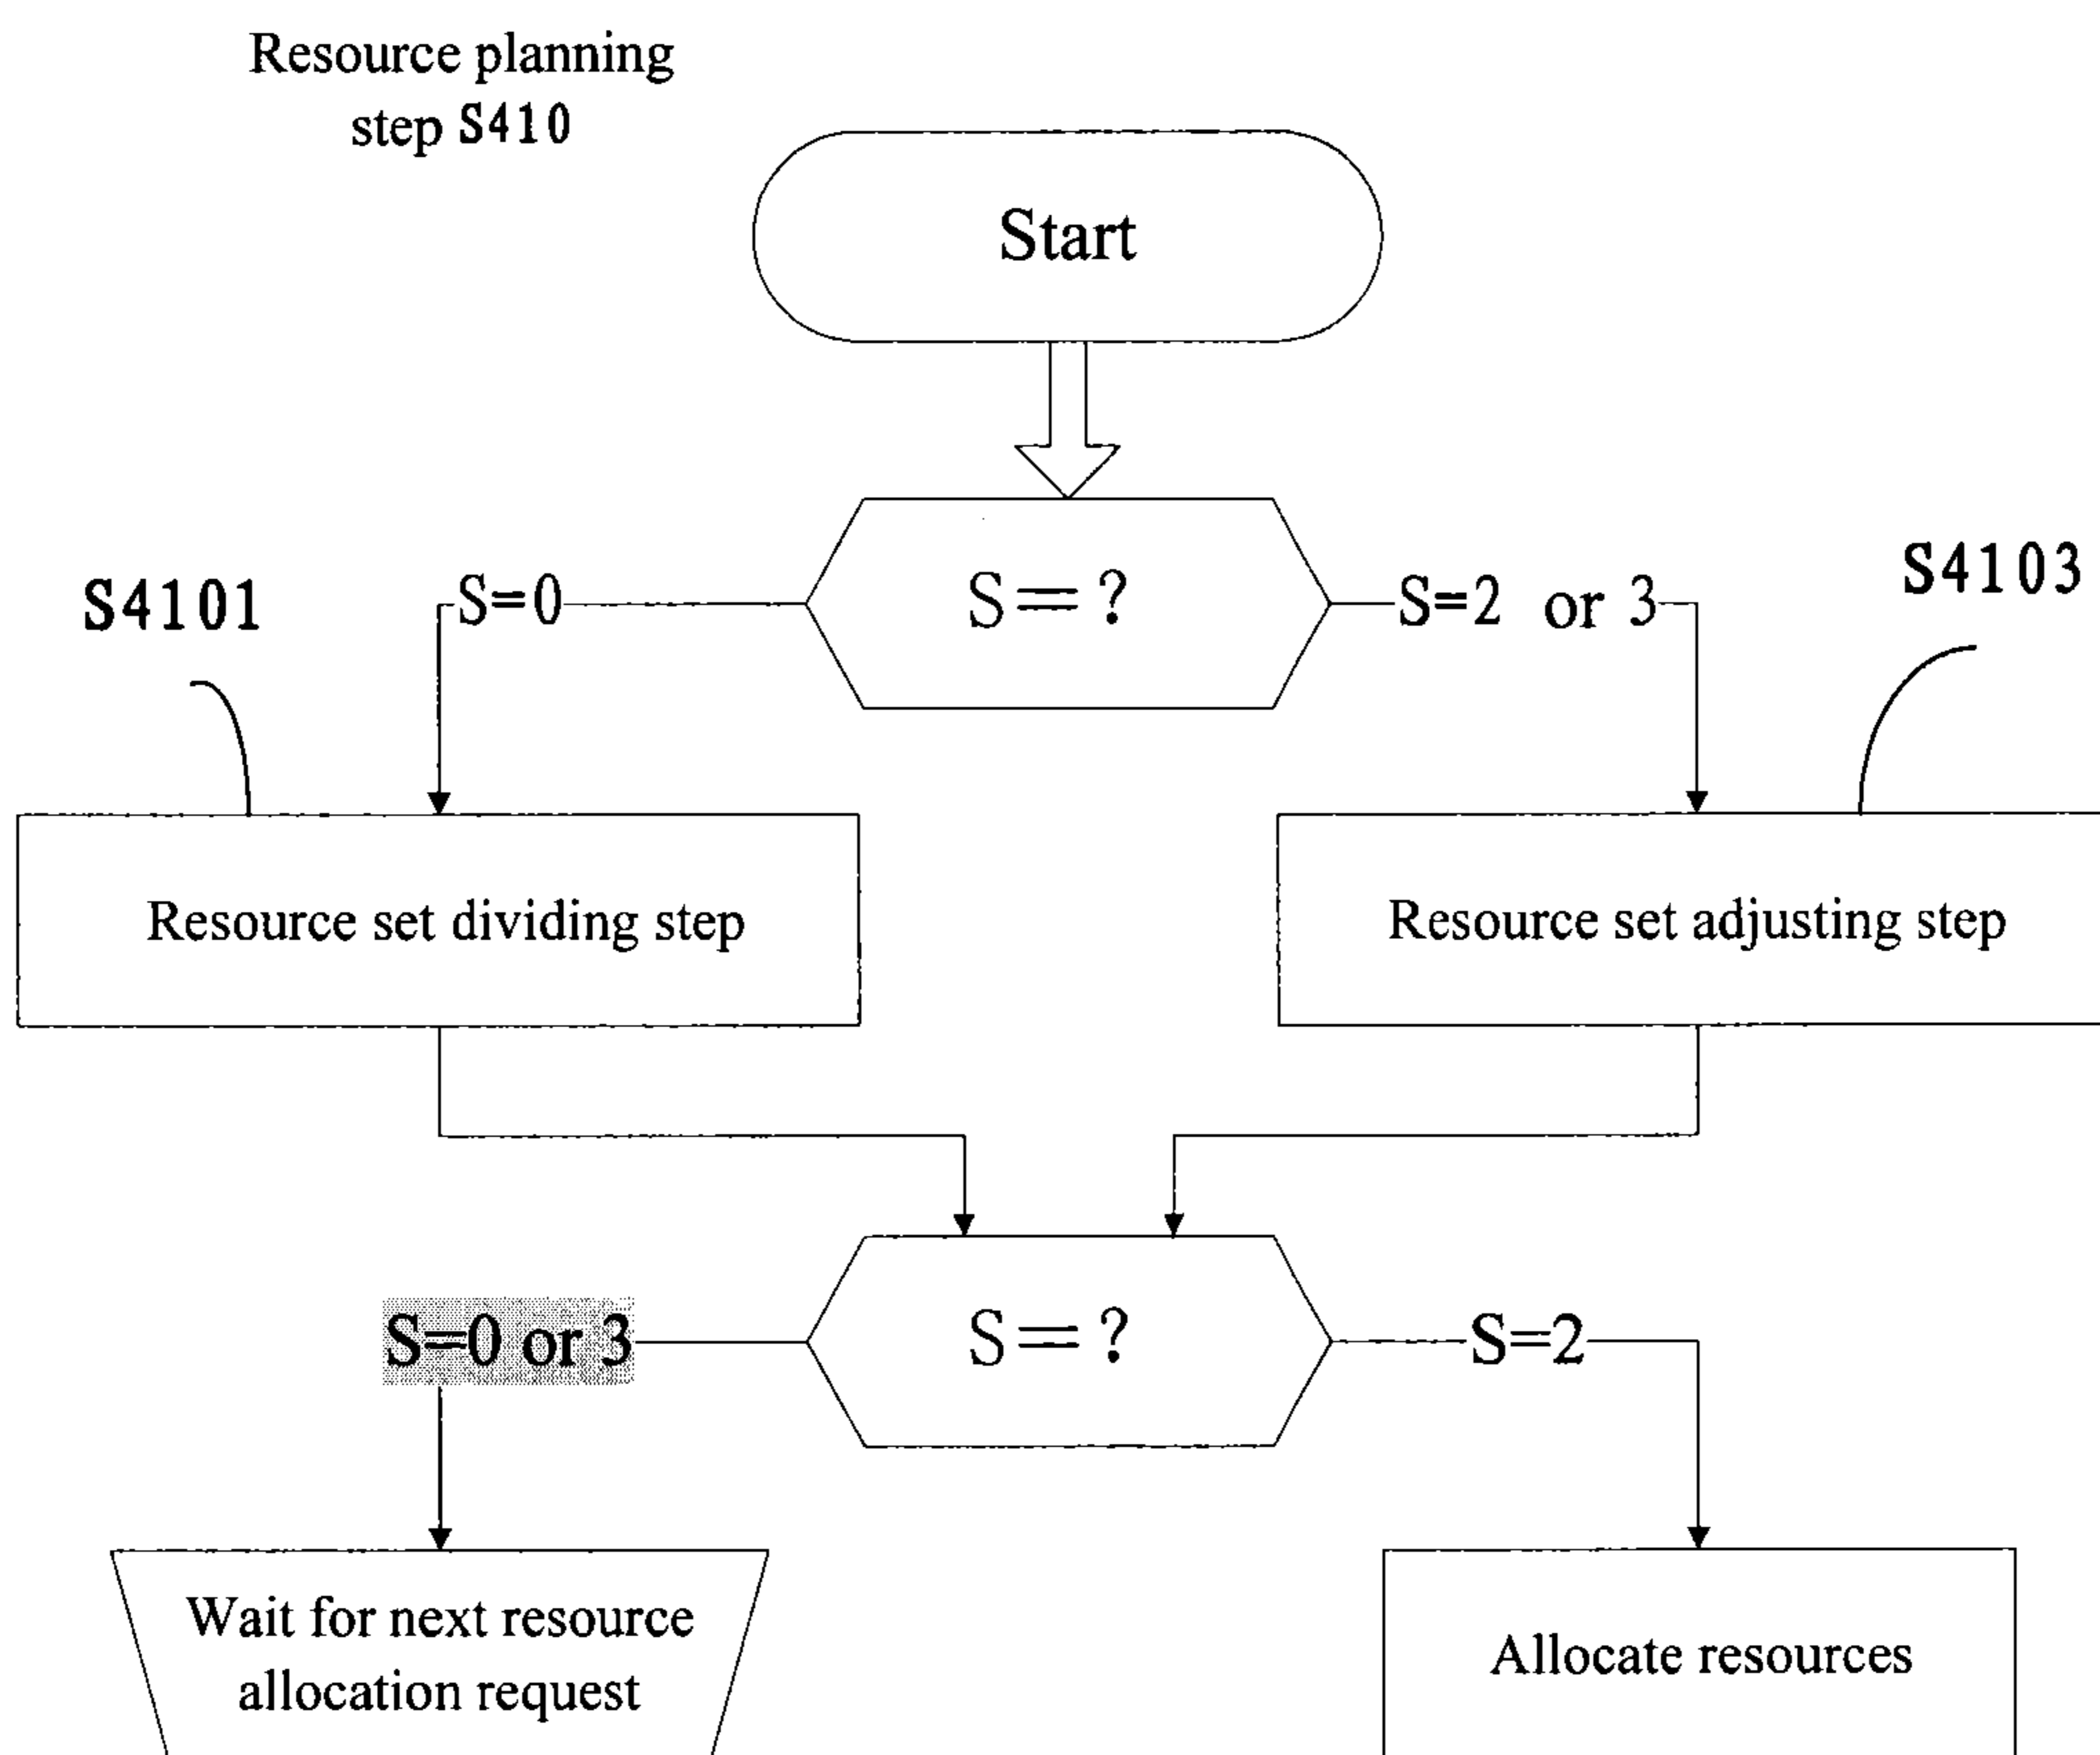 Resource planning
step S410
Start
S4101
S=0
S=?
S=2 or 3
S4103
Resource set dividing step
Resource set adjusting step
S=0 or 3
S=?
S=2
Wait for next resource
allocation request
Allocate resources